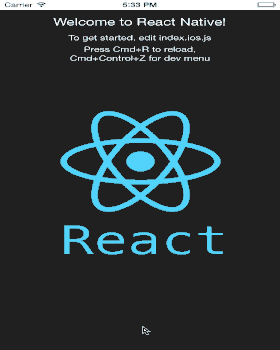 Carrier 5:33 PM
Welcome to React Native!
To get started, edit index.ios.js
Press Cmd+R to reload,
Cmd+Control+Z for dev menu
React